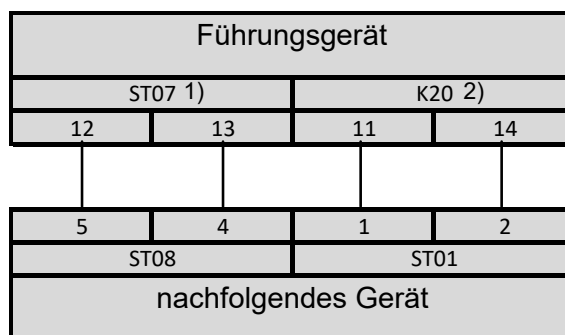 Führungsgerät
ST07 1) K20 2)
12 13 11 14
5 4 1 2
ST08 ST01
nachfolgendes Gerät